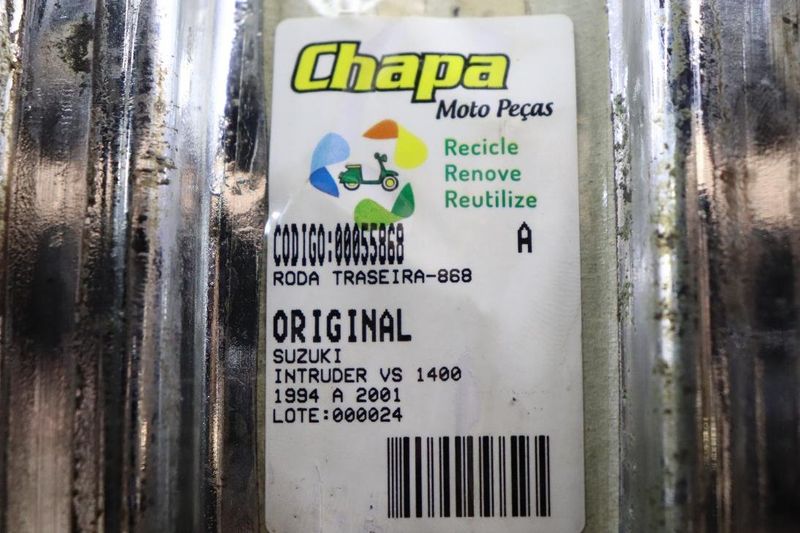 Chapa
Moto Peças
Recicle
Renove
Reutilize
CODIGO:00055868 A
RODA TRASEIRA-868
ORIGINAL
SUZUKI
INTRUDER VS 1400
1994 A 2001
LOTE:000024